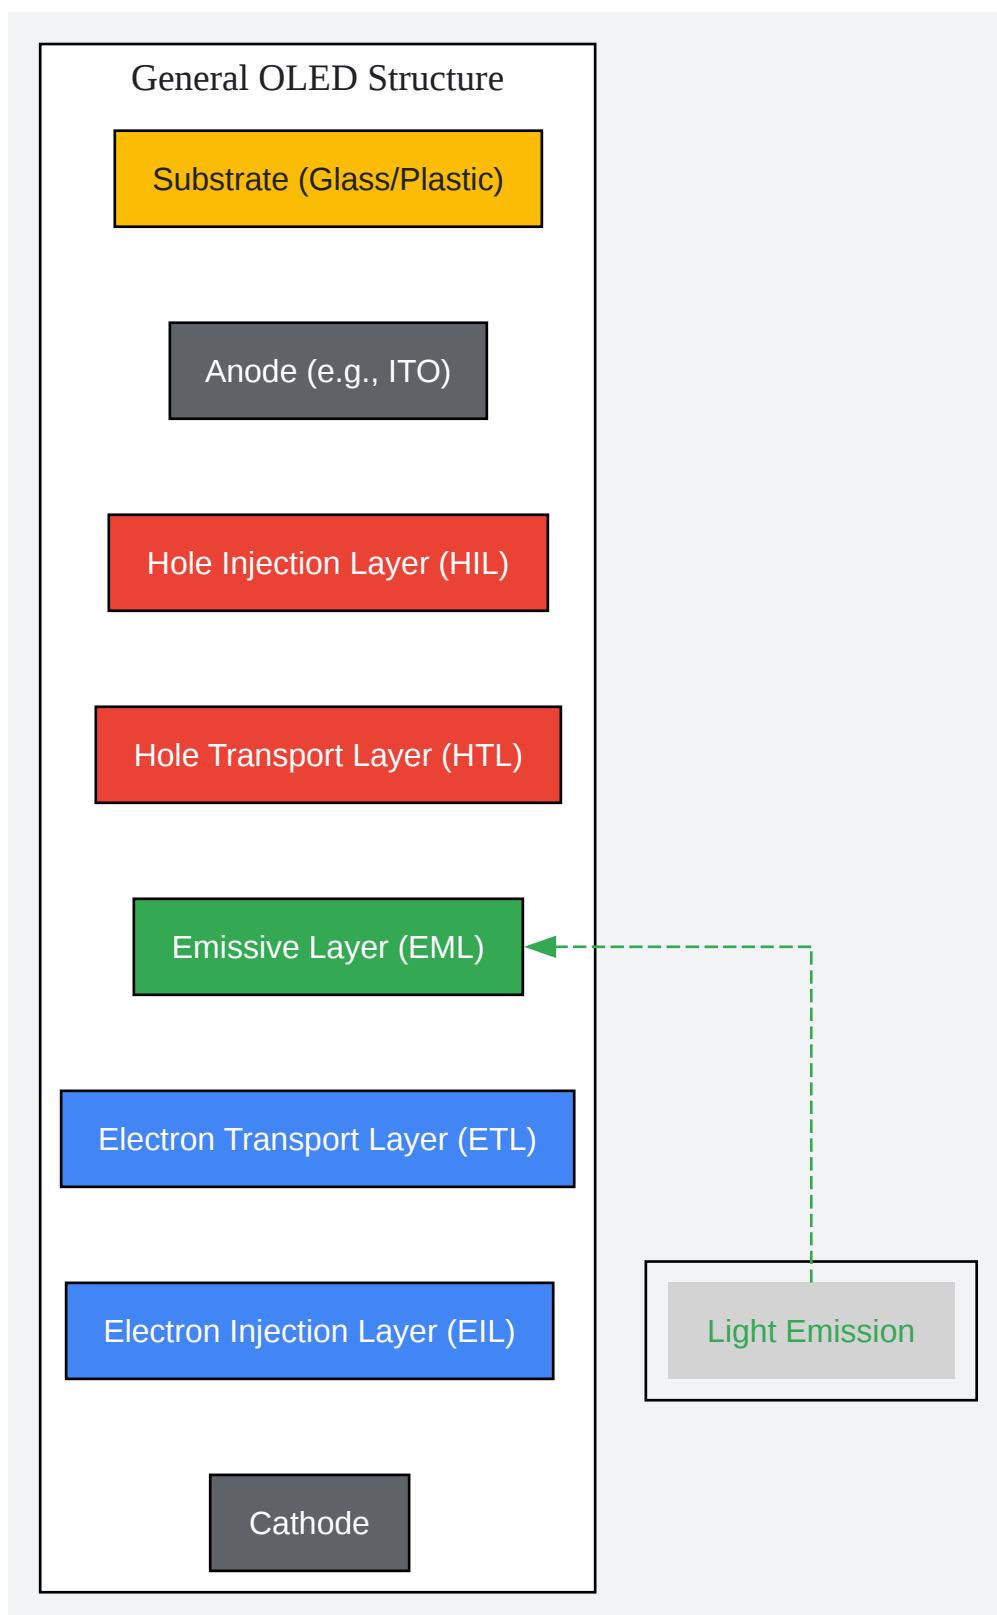 General OLED Structure
Substrate (Glass/Plastic)
Anode (e.g., ITO)
Hole Injection Layer (HIL)
Hole Transport Layer (HTL)
Emissive Layer (EML)
Electron Transport Layer (ETL)
Electron Injection Layer (EIL)
Light Emission
Cathode